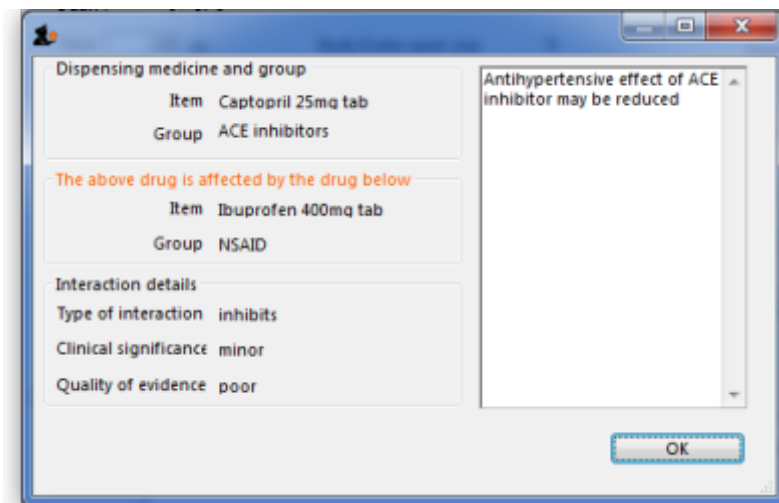 Dispensing medicine and group
Item Captopril 25mg tab
Group ACE inhibitors
The above drug is affected by the drug below
Item Ibuprofen 400mg tab
Group NSAID
Interaction details
Type of interaction inhibits
Clinical significance minor
Quality of evidence poor
Antihypertensive effect of ACE
inhibitor may be reduced
OK